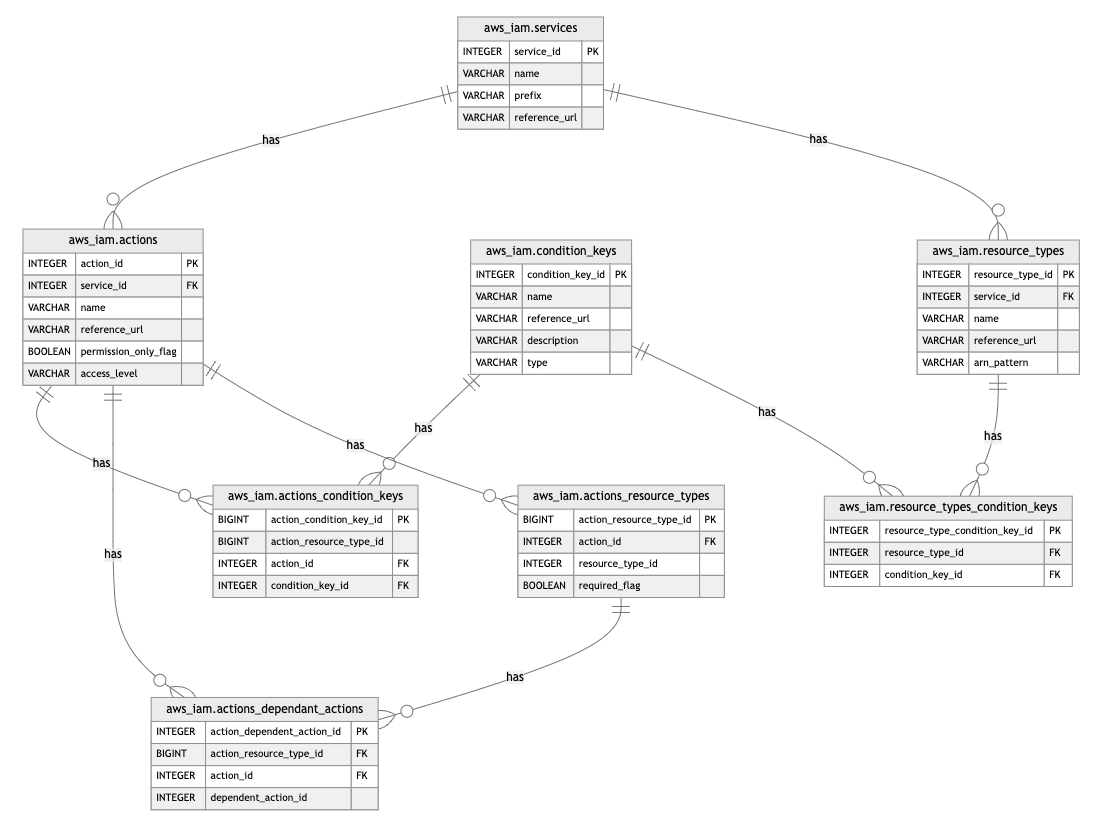 aws_iam.services
INTEGER service_id PK
VARCHAR name
VARCHAR prefix
VARCHAR reference_url
has
has
aws_iam.actions
INTEGER action_id PK
INTEGER service_id FK
VARCHAR name
VARCHAR reference_url
BOOLEAN permission_only_flag
VARCHAR access_level
aws_iam.condition_keys
INTEGER condition_key_id PK
VARCHAR name
VARCHAR reference_url
VARCHAR description
VARCHAR type
aws_iam.resource_types
INTEGER resource_type_id PK
INTEGER service_id FK
VARCHAR name
VARCHAR reference_url
VARCHAR arn_pattern
has
has
has
has
has
aws_iam.actions_condition_keys
BIGINT action_condition_key_id PK
BIGINT action_resource_type_id
INTEGER action_id FK
INTEGER condition_key_id FK
aws_iam.actions_resource_types
BIGINT action_resource_type_id PK
INTEGER action_id FK
INTEGER resource_type_id
BOOLEAN required_flag
aws_iam.resource_types_condition_keys
INTEGER resource_type_condition_key_id PK
INTEGER resource_type_id FK
INTEGER condition_key_id FK
has
has
aws_iam.actions_dependant_actions
INTEGER action_dependent_action_id PK
BIGINT action_resource_type_id FK
INTEGER action_id FK
INTEGER dependent_action_id